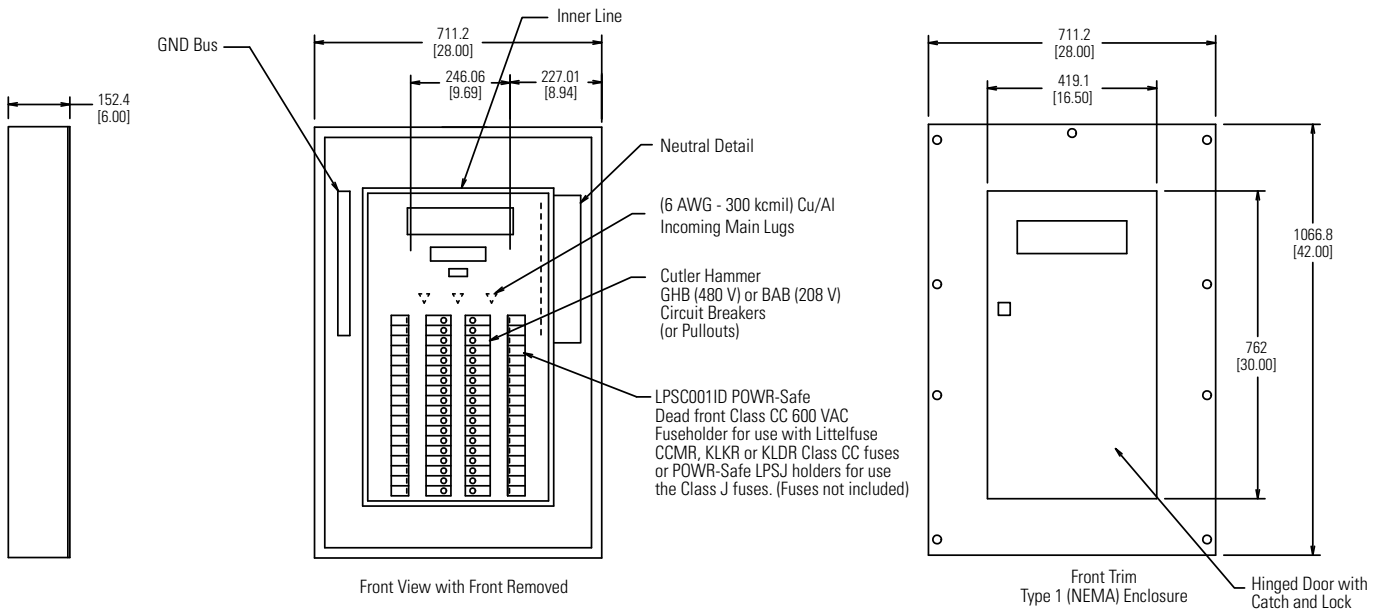 152.4
[6.00]
GND Bus
Inner Line
711.2
[28.00]
246.06
[9.69]
227.01
[8.94]
Neutral Detail
(6 AWG - 300 kcmil) Cu/Al
Incoming Main Lugs
Cutler Hammer
GHB (480 V) or BAB (208 V)
Circuit Breakers
(or Pullouts)
LPSC001ID POWR-Safe
Dead front Class CC 600 VAC
Fuseholder for use with Littelfuse
CCMR, KLKR or KLDR Class CC fuses
or POWR-Safe LPSJ holders for use
the Class J fuses. (Fuses not included)
Front View with Front Removed
711.2
[28.00]
419.1
[16.50]
1066.8
[42.00]
762
[30.00]
Front Trim
Type 1 (NEMA) Enclosure
Hinged Door with
Catch and Lock